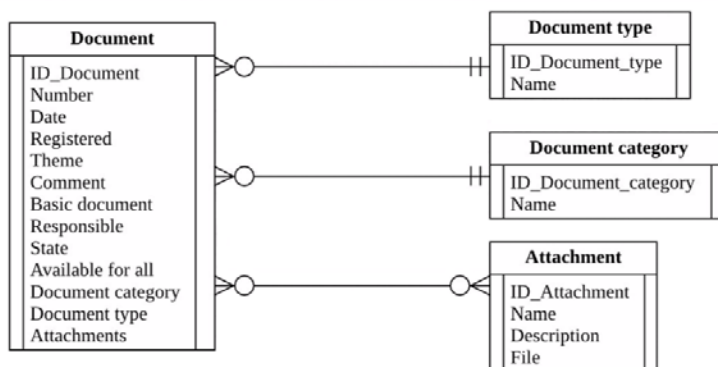 Document
ID_Document
Number
Date
Registered
Theme
Comment
Basic document
Responsible
State
Available for all
Document category
Document type
Attachments
Document type
ID_Document_type
Name
Document category
ID_Document_category
Name
Attachment
ID_Attachment
Name
Description
File